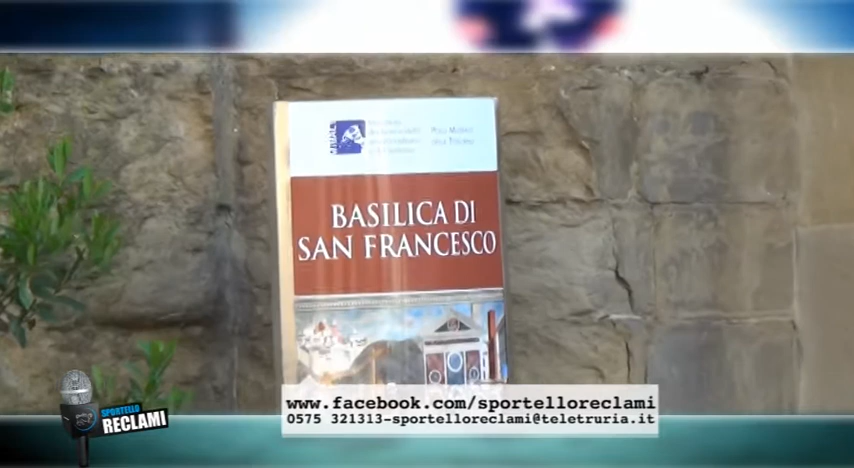 BASILICA DI
SAN FRANCESCO
www.facebook.com/sportelloreclami
0575 321313-sportelloreclami@teletruria.it
SPORTELLO
RECLAMI